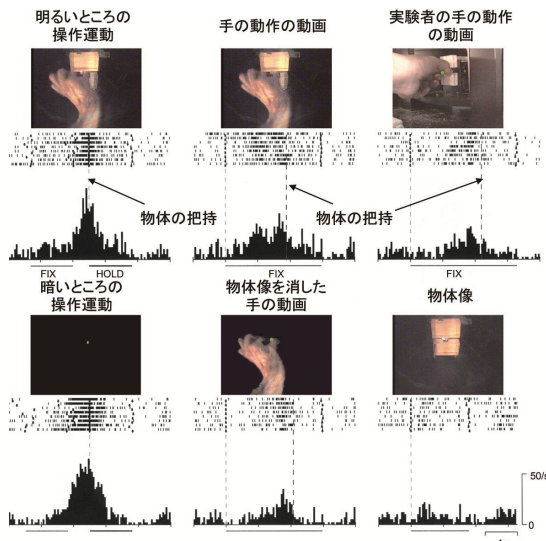 明るいところの
操作運動
手の動作の動画
実験者の手の動作
の動画
物体の把持
物体の把持
FIX
HOLD
FIX
FIX
暗いところの
操作運動
物体像を消した
手の動画
物体像
50/s
0